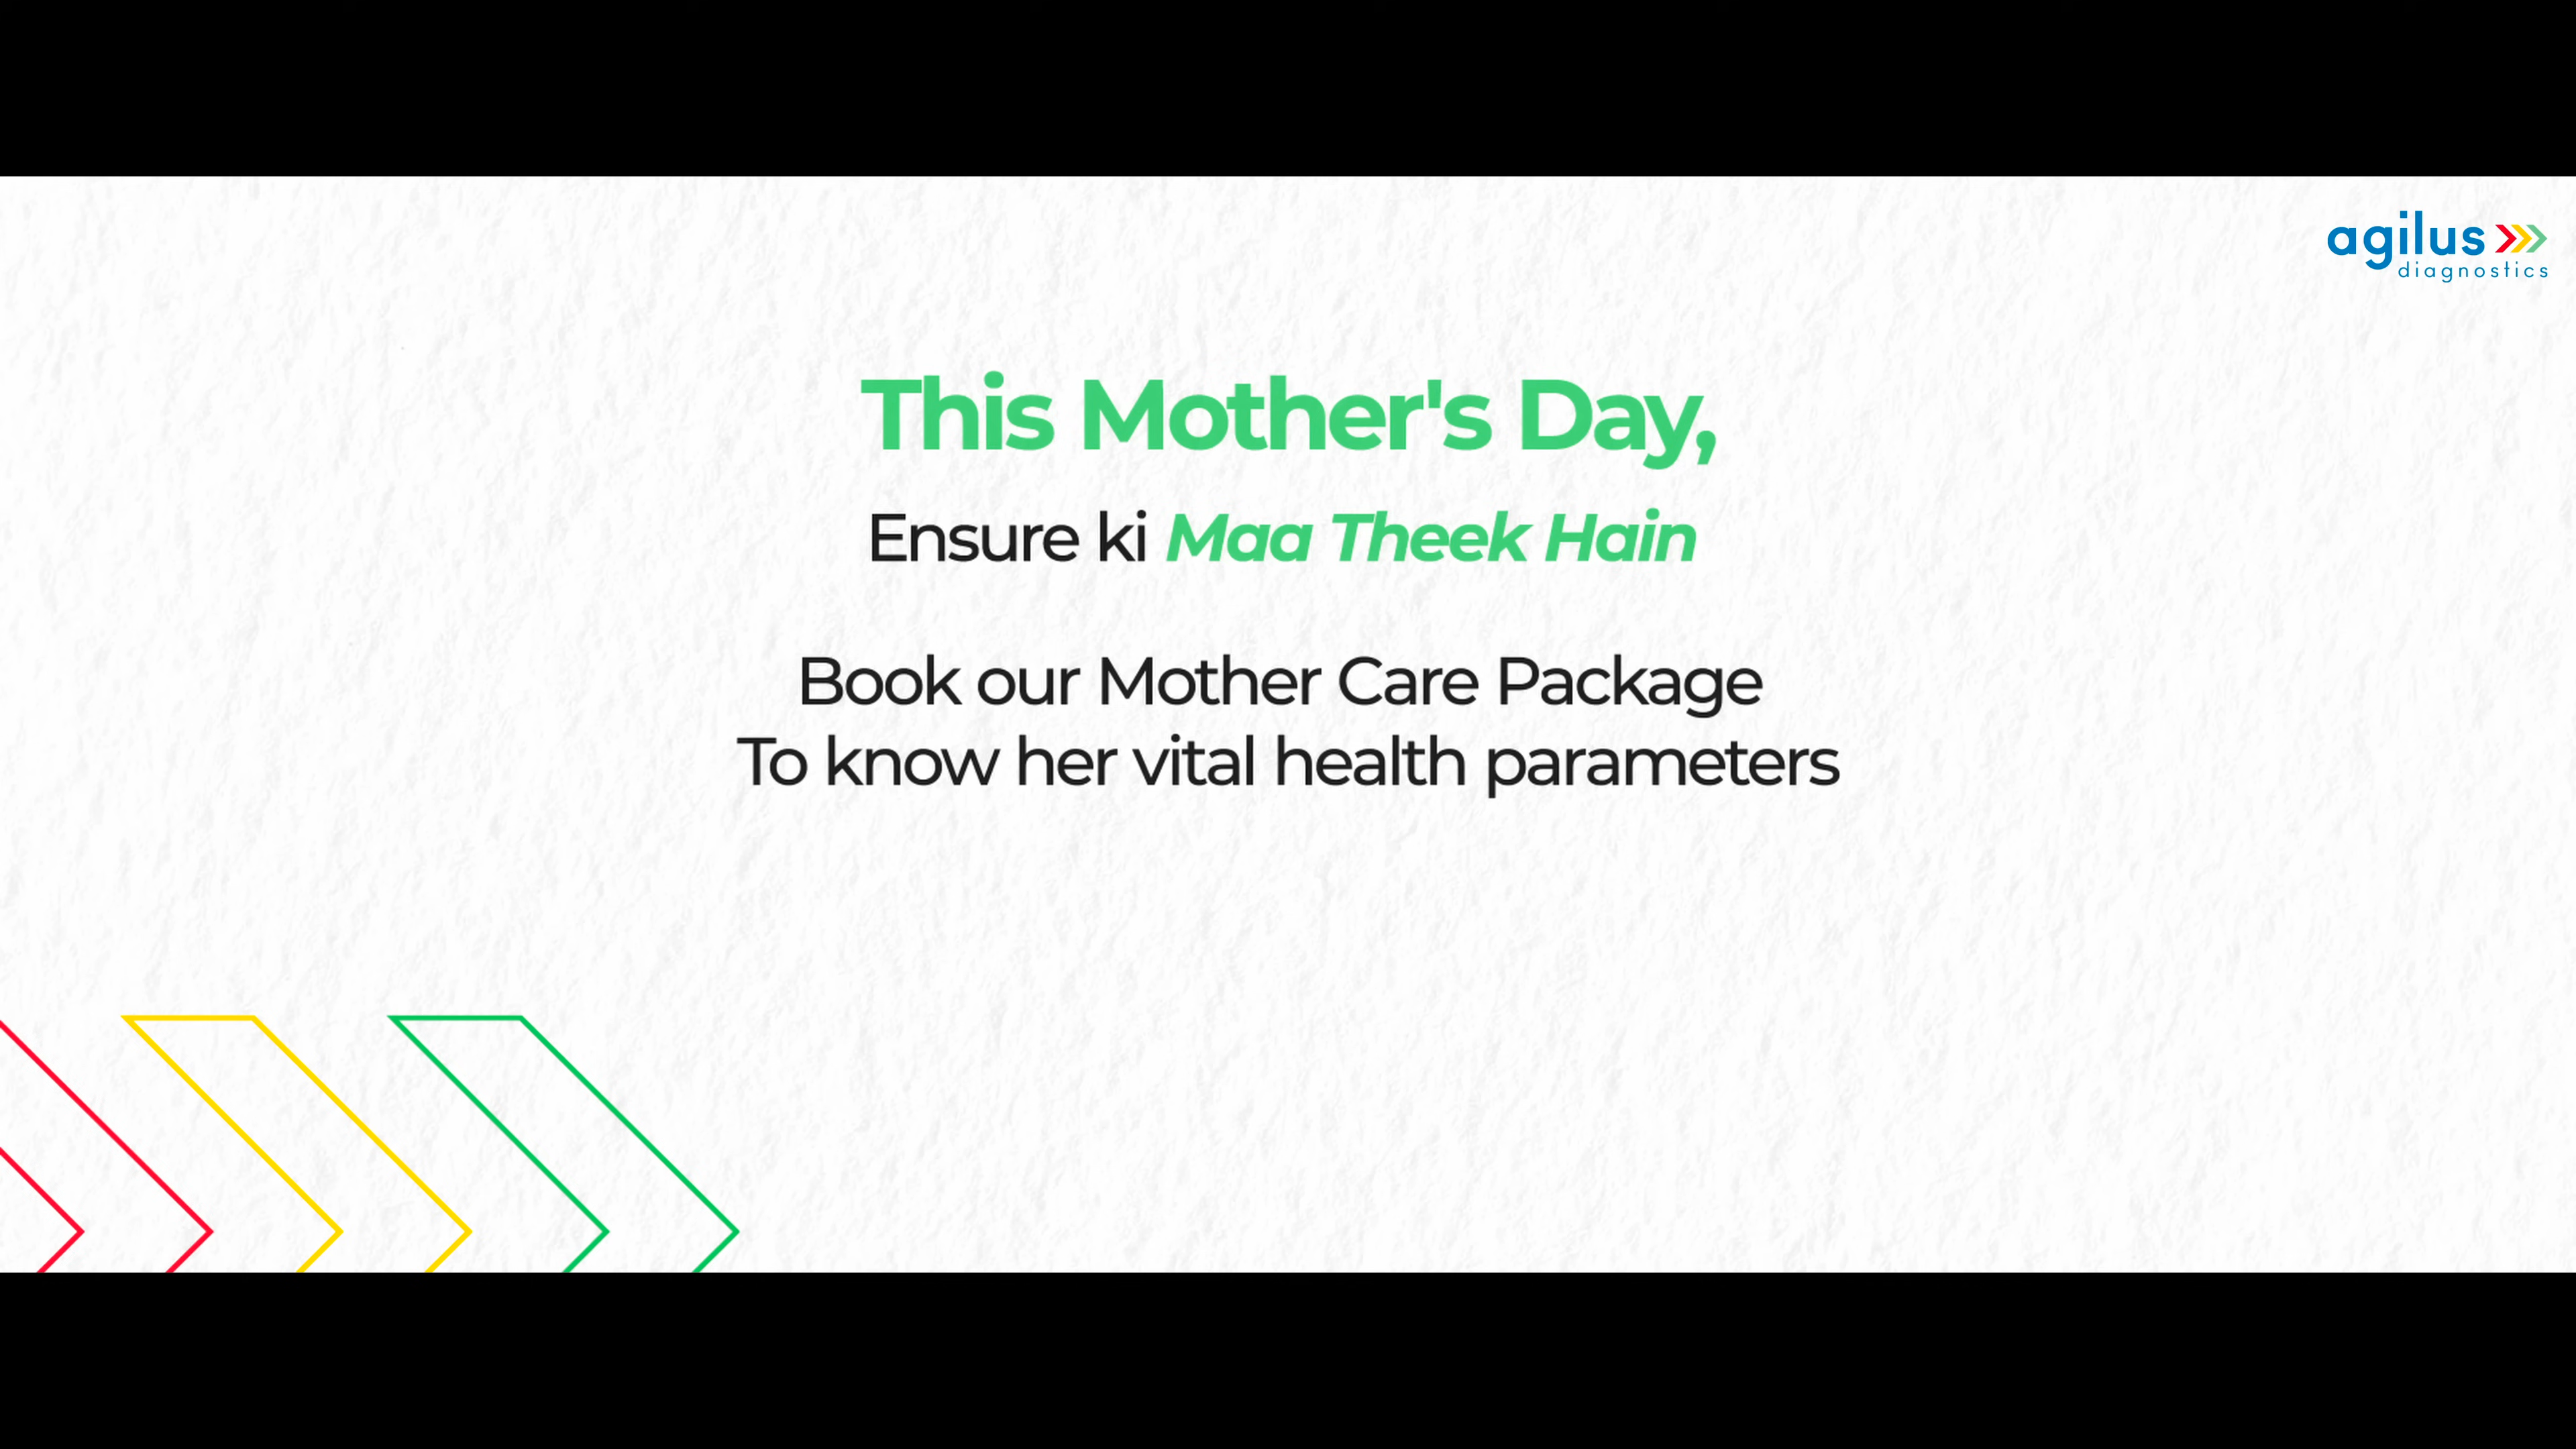 agilus
diagnostics
This Mother's Day,
Ensure ki Maa Theek Hain
Book our Mother Care Package
To know her vital health parameters